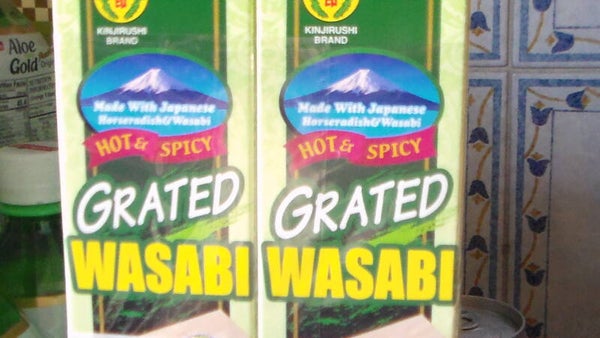 Aloe
Gold
KINJIRUSHI
BRAND
Made With Japanese
Horseradish&Wasabi
HOT & SPICY
GRATED
WASABI
KINJIRUSHI
BRAND
Made With Japanese
Horseradish&Wasabi
HOT & SPICY
GRATED
WASABI